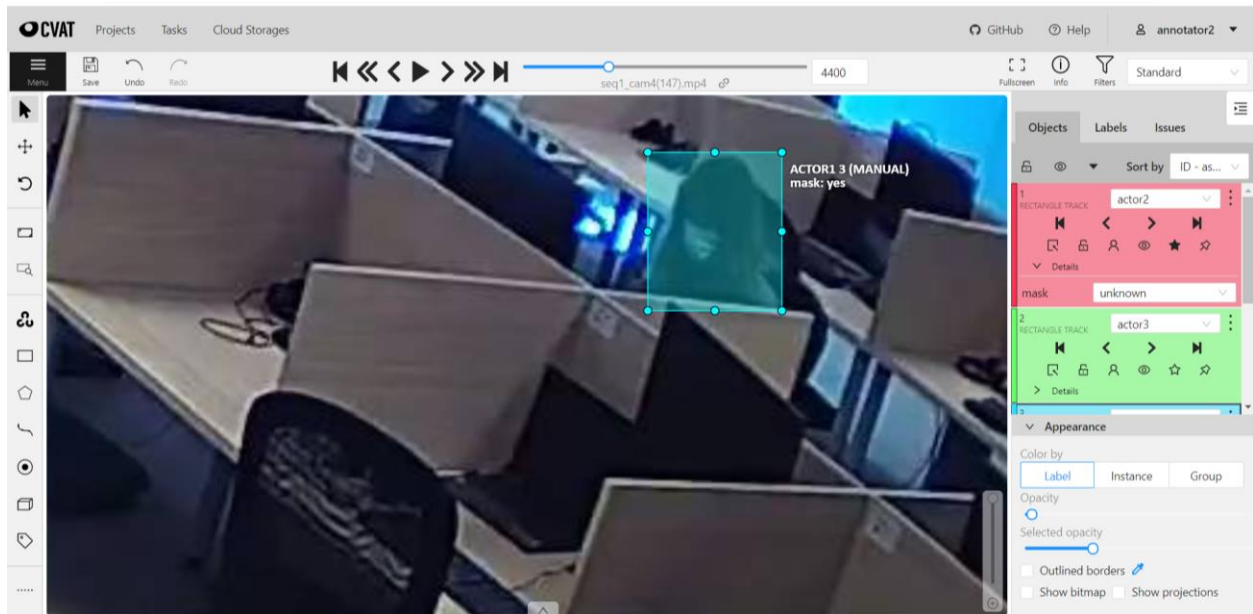 CVAT Projects Tasks Cloud Storages GitHub Help annotator2
Menu Save Undo Redo seq1_cam4(147).mp4 4400 Fullscreen Info Filters Standard
ACTOR1 3 (MANUAL)
mask: yes
Objects Labels Issues
Sort by ID - as...
1
RECTANGLE TRACK
actor2
Details
mask unknown
2
RECTANGLE TRACK
actor3
Details
3
Appearance
Color by
Label Instance Group
Opacity
Selected opacity
Outlined borders
Show bitmap Show projections